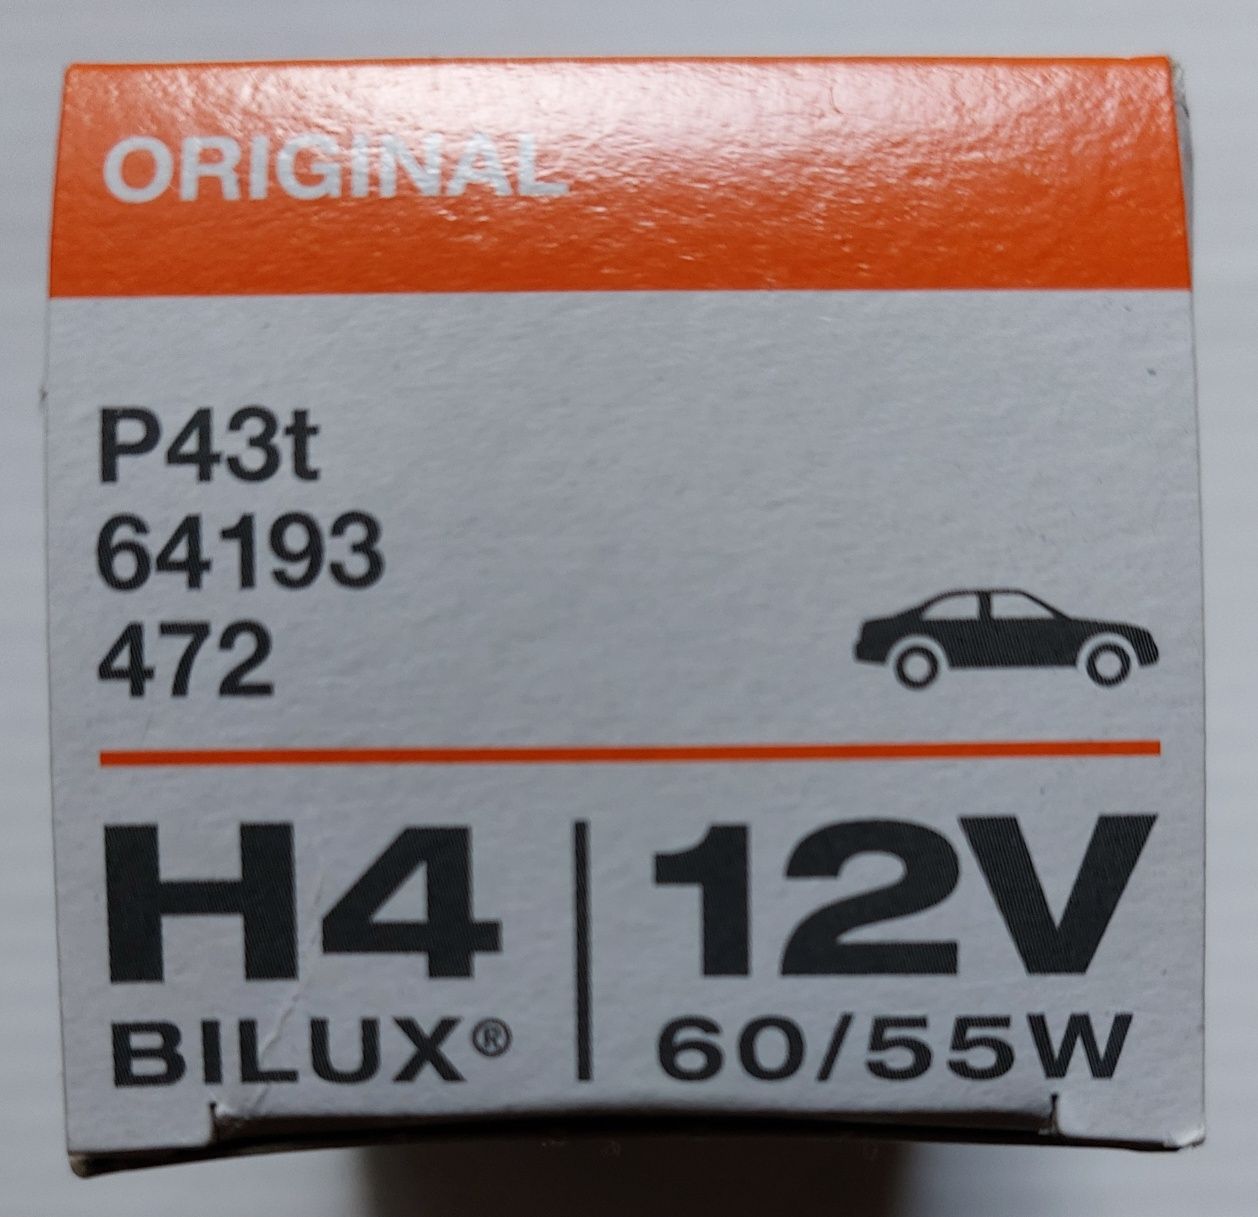 ORIGINAL
P43t
64193
472
H4
BILUX®
12V
60/55W